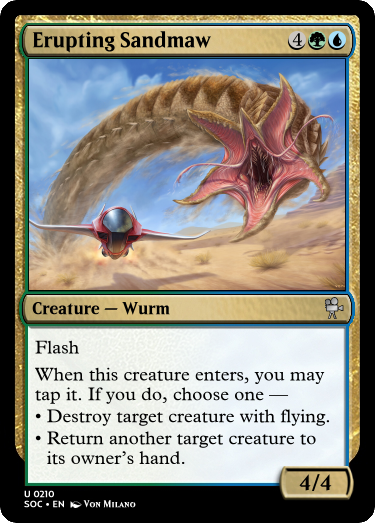 Erupting Sandmaw 4
Creature — Wurm
Flash
When this creature enters, you may
tap it. If you do, choose one —
• Destroy target creature with flying.
• Return another target creature to
its owner's hand.
4/4
U 0210
SOC • EN Von Milano